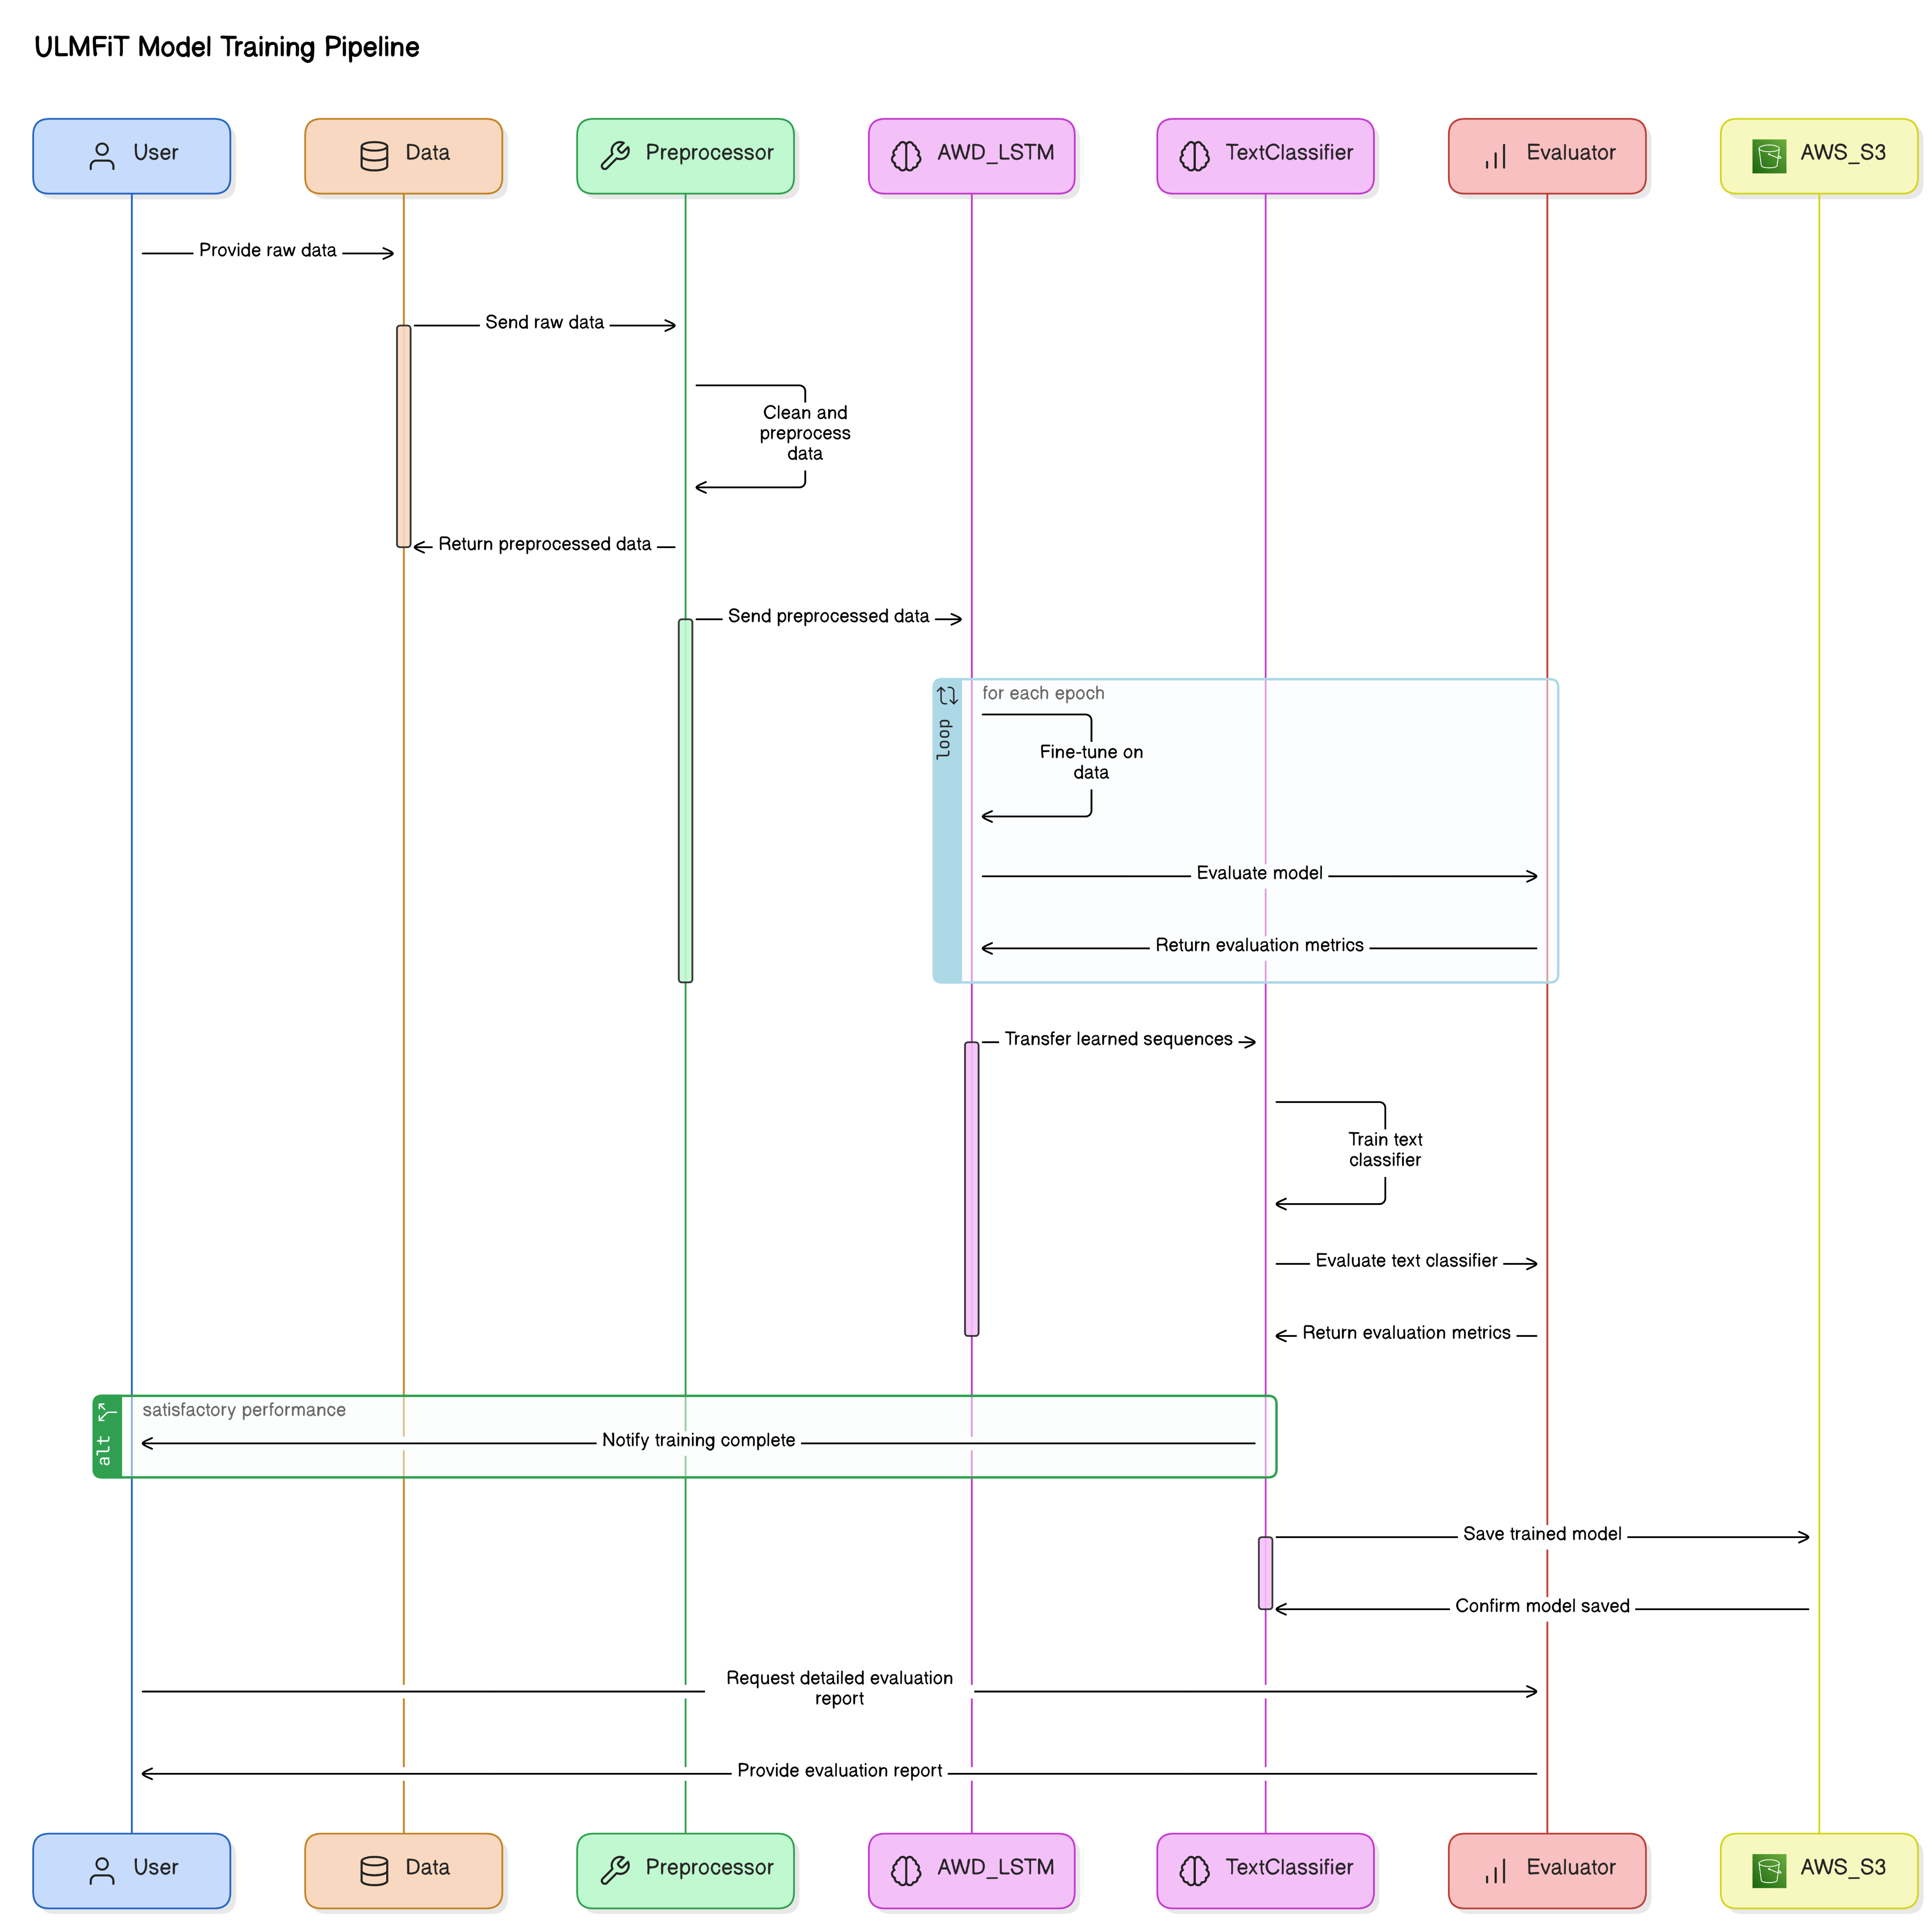 ULMFiT Model Training Pipeline
User
Data
Preprocessor
AWD_LSTM
TextClassifier
Evaluator
AWS_S3
Provide raw data
Send raw data
Clean and
preprocess
data
Return preprocessed data
Send preprocessed data
loop
for each epoch
Fine-tune on
data
Evaluate model
Return evaluation metrics
Transfer learned sequences
Train text
classifier
Evaluate text classifier
Return evaluation metrics
alt
satisfactory performance
Notify training complete
Save trained model
Confirm model saved
Request detailed evaluation
report
Provide evaluation report
User
Data
Preprocessor
AWD_LSTM
TextClassifier
Evaluator
AWS_S3